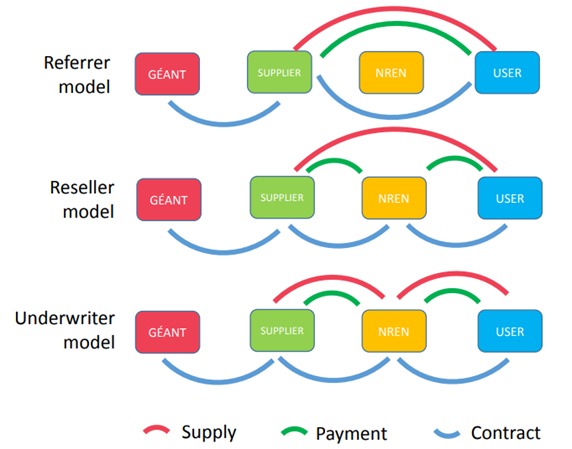 Referrer
model
GÉANT
SUPPLIER
NREN
USER
Reseller
model
GÉANT
SUPPLIER
NREN
USER
Underwriter
model
GÉANT
SUPPLIER
NREN
USER
Supply
Payment
Contract